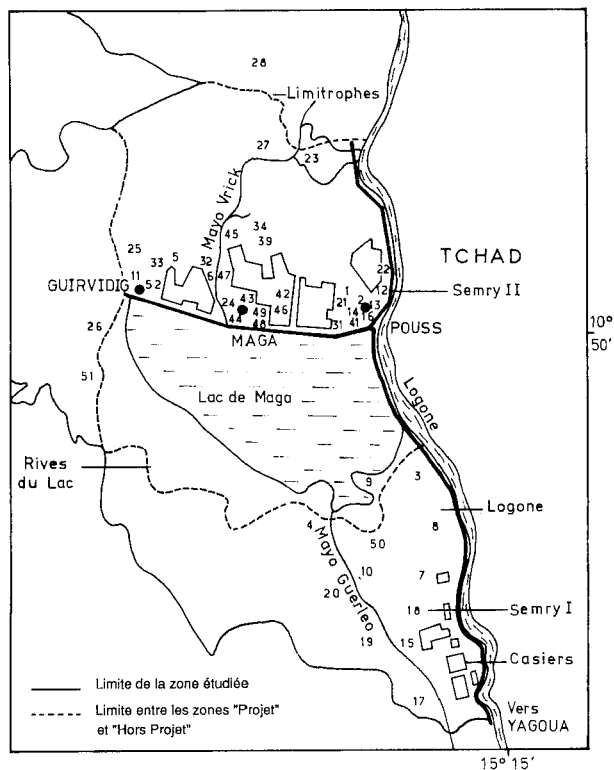 28
Limitrophes
27
23
Mayo Vrick
34
45
39
TCHAD
25
33
5
32
22
GUIRVIDIG
11
52
6
47
42
1
2
12
Semry II
24
43
21
13
49
46
14
16
44
48
31
41
POUSS
26
MAGA
10°
50'
51
Lac de Maga
Logone
Rives
du Lac
9
3
Logone
4
8
50
Mayo Guerleo
10
7
20
18
Semry I
19
15
Casiers
17
Vers
YAGOUA
Limite de la zone étudiée
Limite entre les zones "Projet"
et "Hors Projet"
15° 15'